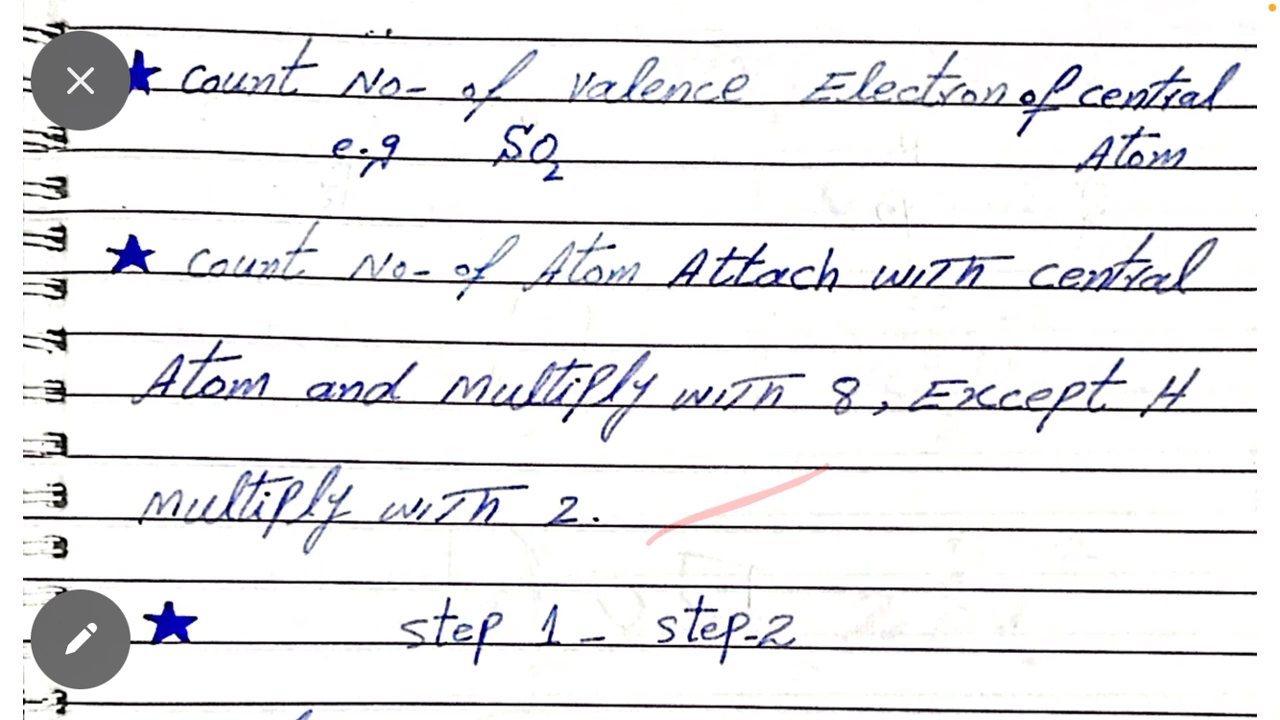 ★ Count No- of Valence Electron of central
e.g SO₂ Atom
★ Count No- of Atom Attach with central
Atom and Multiply with 8, Except H
Multiply with 2.
★ Step 1 - Step-2